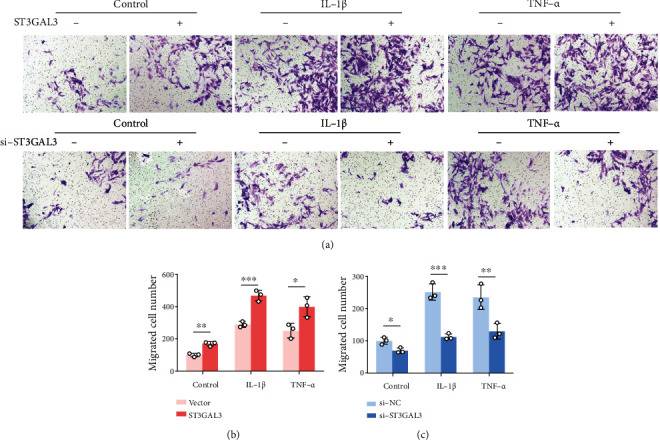 Control IL-1β TNF-α
ST3GAL3 – + – + – +
Control IL-1β TNF-α
si-ST3GAL3 – + – + – +
(a)
Migrated cell number
600
400
200
0
** *** *
Control IL-1β TNF-α
Vector
ST3GAL3
(b)
Migrated cell number
300
200
100
0
* *** **
Control IL-1β TNF-α
si-NC
si-ST3GAL3
(c)